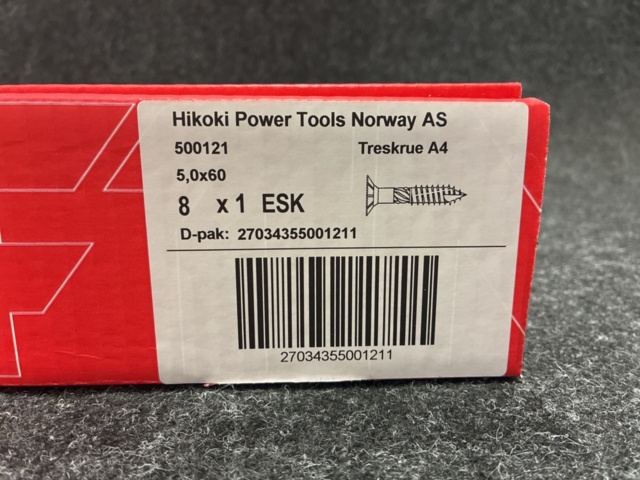 Hikoki Power Tools Norway AS
500121 Treskrue A4
5,0x60
8 x 1 ESK
D-pak: 27034355001211
27034355001211